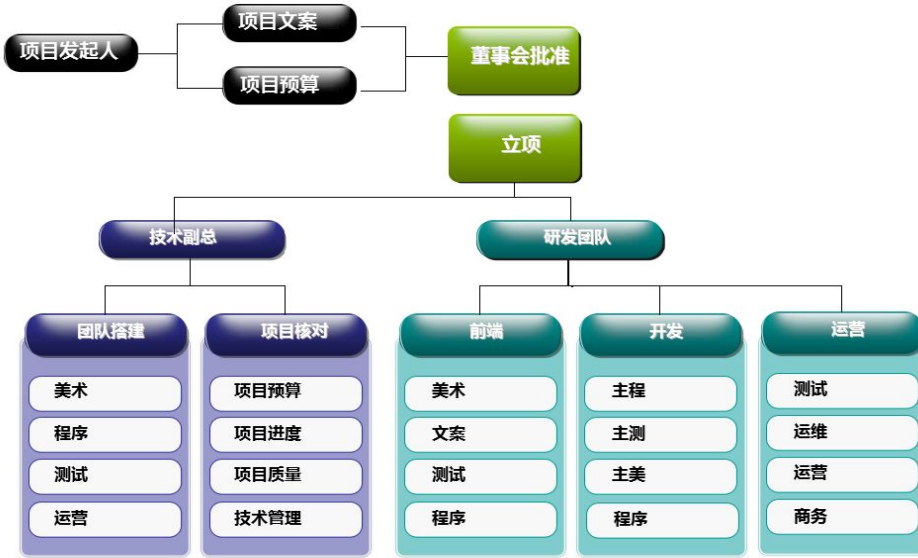 项目发起人
项目文案
项目预算
董事会批准
立项
技术副总
研发团队
团队搭建
美术
程序
测试
运营
项目核对
项目预算
项目进度
项目质量
技术管理
前端
美术
文案
测试
程序
开发
主程
主测
主美
程序
运营
测试
运维
运营
商务